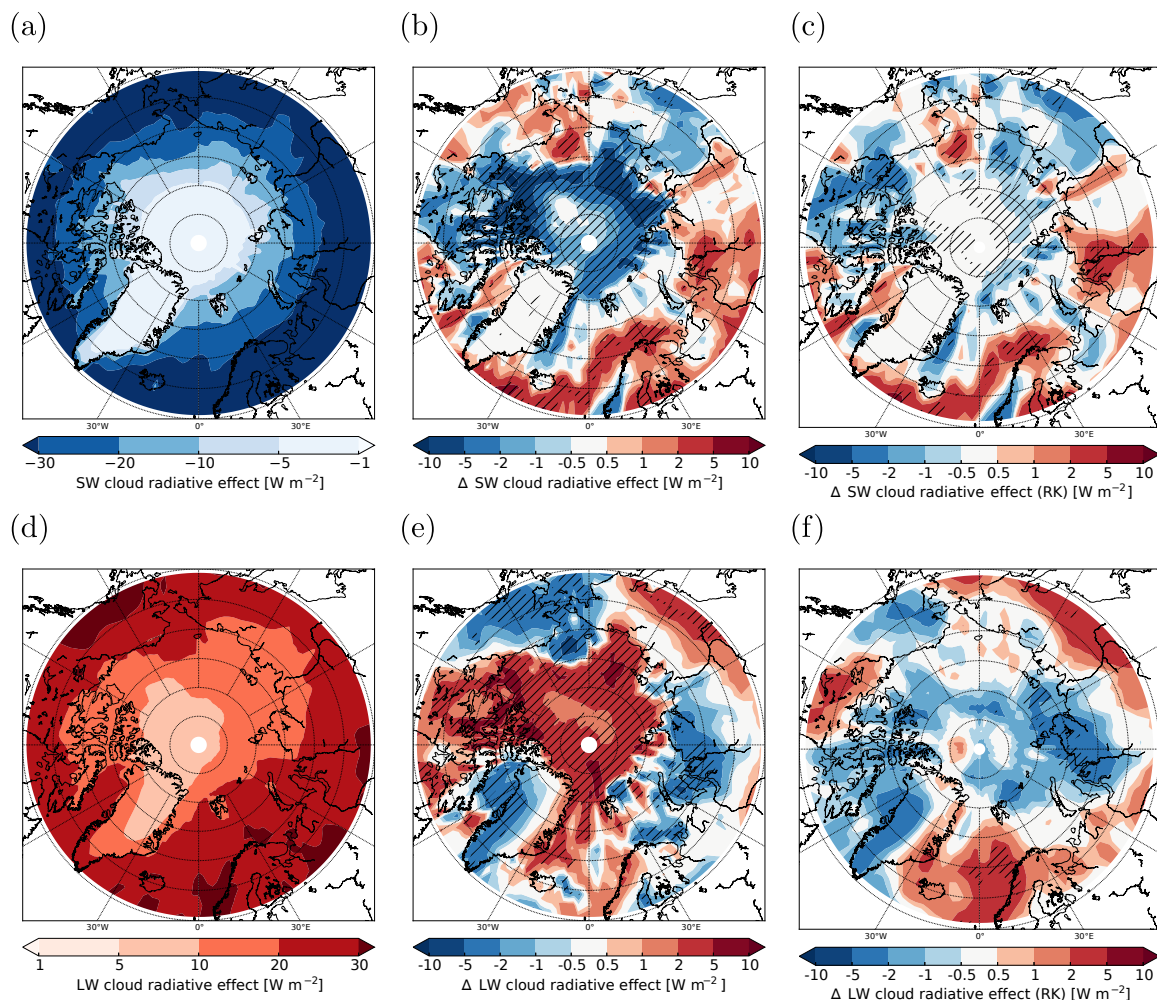 (a)
(b)
(c)
30°W 0° 30°E
30°W 0° 30°E
30°W 0° 30°E
−30 −20 −10 −5 −1
SW cloud radiative effect [W m⁻²]
-10 -5 -2 -1 -0.5 0.5 1 2 5 10
Δ SW cloud radiative effect [W m⁻²]
-10 -5 -2 -1 -0.5 0.5 1 2 5 10
Δ SW cloud radiative effect (RK) [W m⁻²]
(d)
(e)
(f)
30°W 0° 30°E
30°W 0° 30°E
30°W 0° 30°E
1 5 10 20 30
LW cloud radiative effect [W m⁻²]
-10 -5 -2 -1 -0.5 0.5 1 2 5 10
Δ LW cloud radiative effect [W m⁻²]
-10 -5 -2 -1 -0.5 0.5 1 2 5 10
Δ LW cloud radiative effect (RK) [W m⁻²]